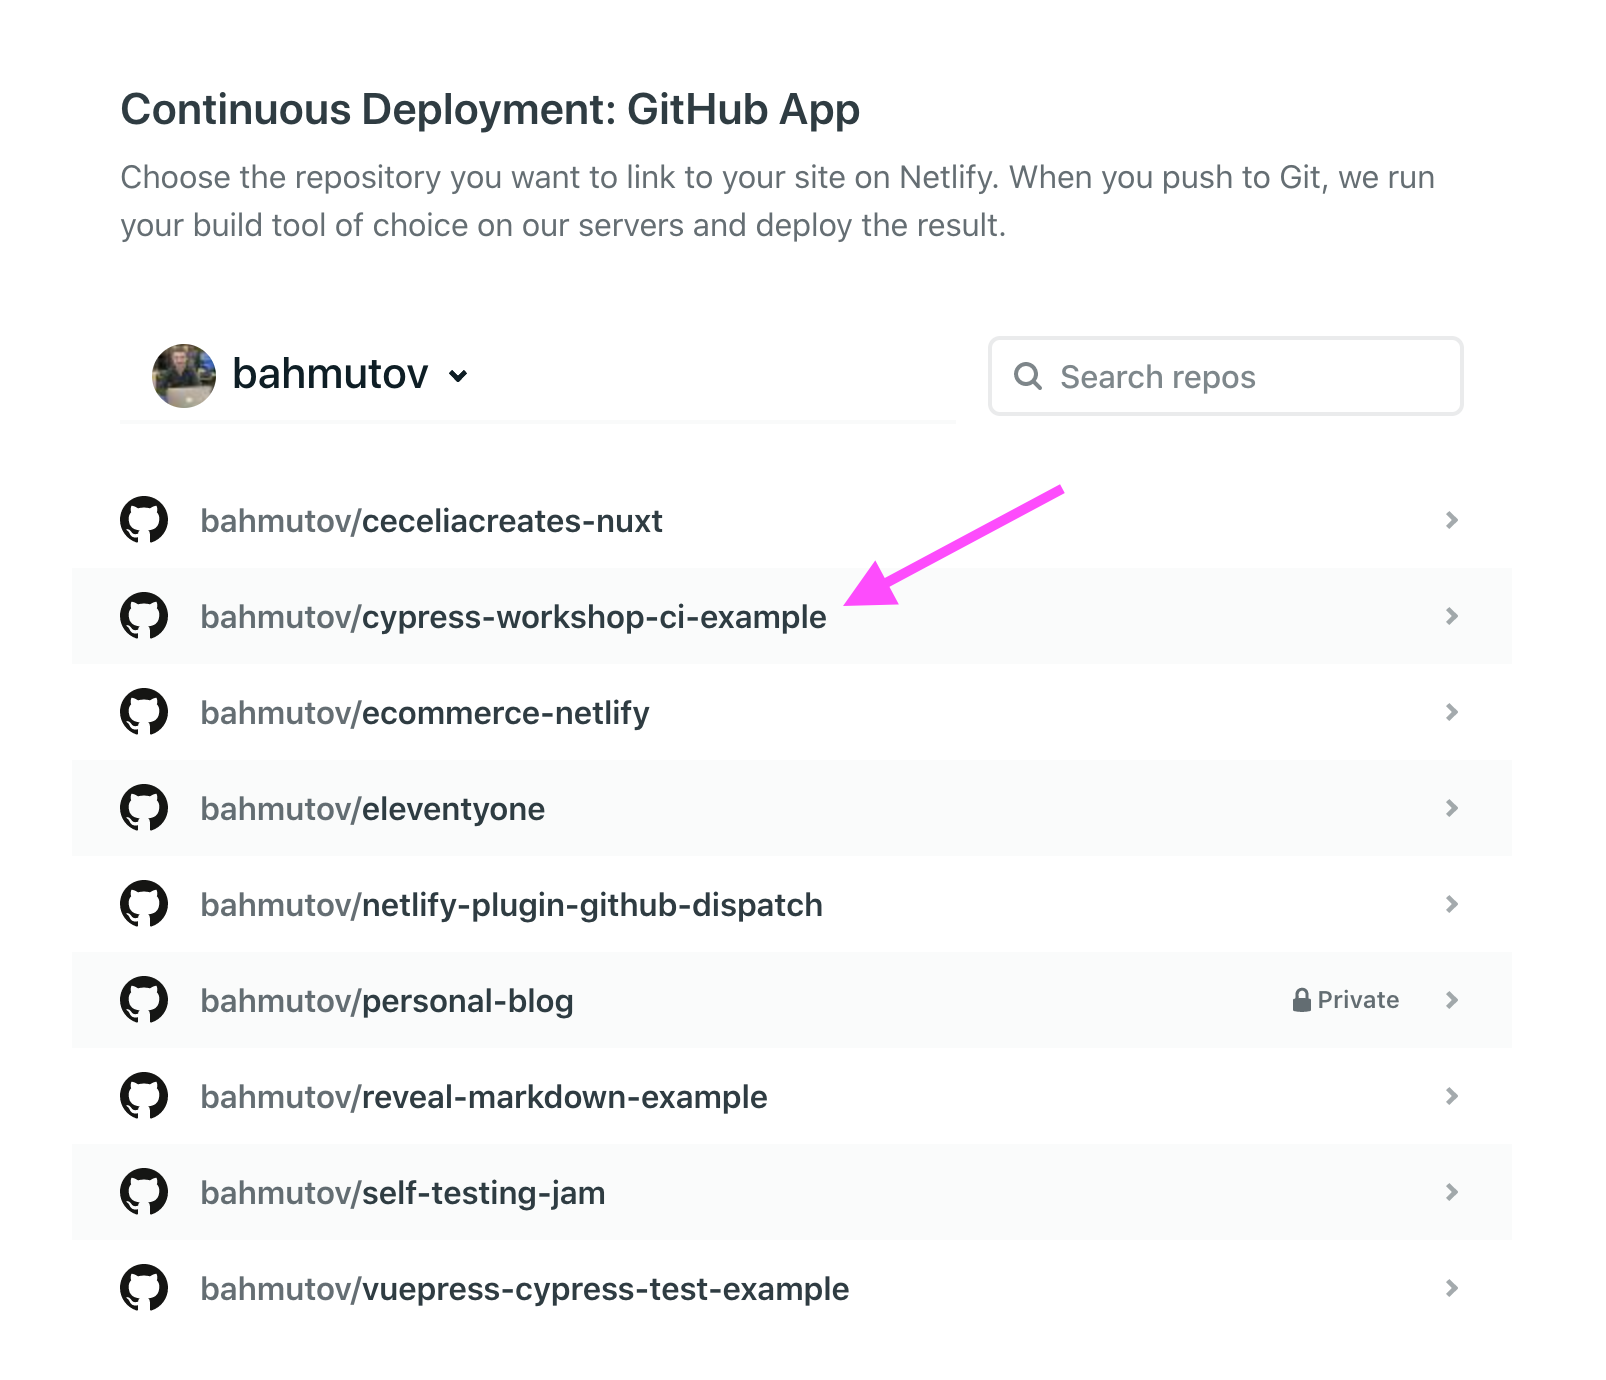 Continuous Deployment: GitHub App
Choose the repository you want to link to your site on Netlify. When you push to Git, we run
your build tool of choice on our servers and deploy the result.
bahmutov
Search repos
bahmutov/ceceliacreates-nuxt
bahmutov/cypress-workshop-ci-example
bahmutov/ecommerce-netlify
bahmutov/eleventyone
bahmutov/netlify-plugin-github-dispatch
bahmutov/personal-blog Private
bahmutov/reveal-markdown-example
bahmutov/self-testing-jam
bahmutov/vuepress-cypress-test-example